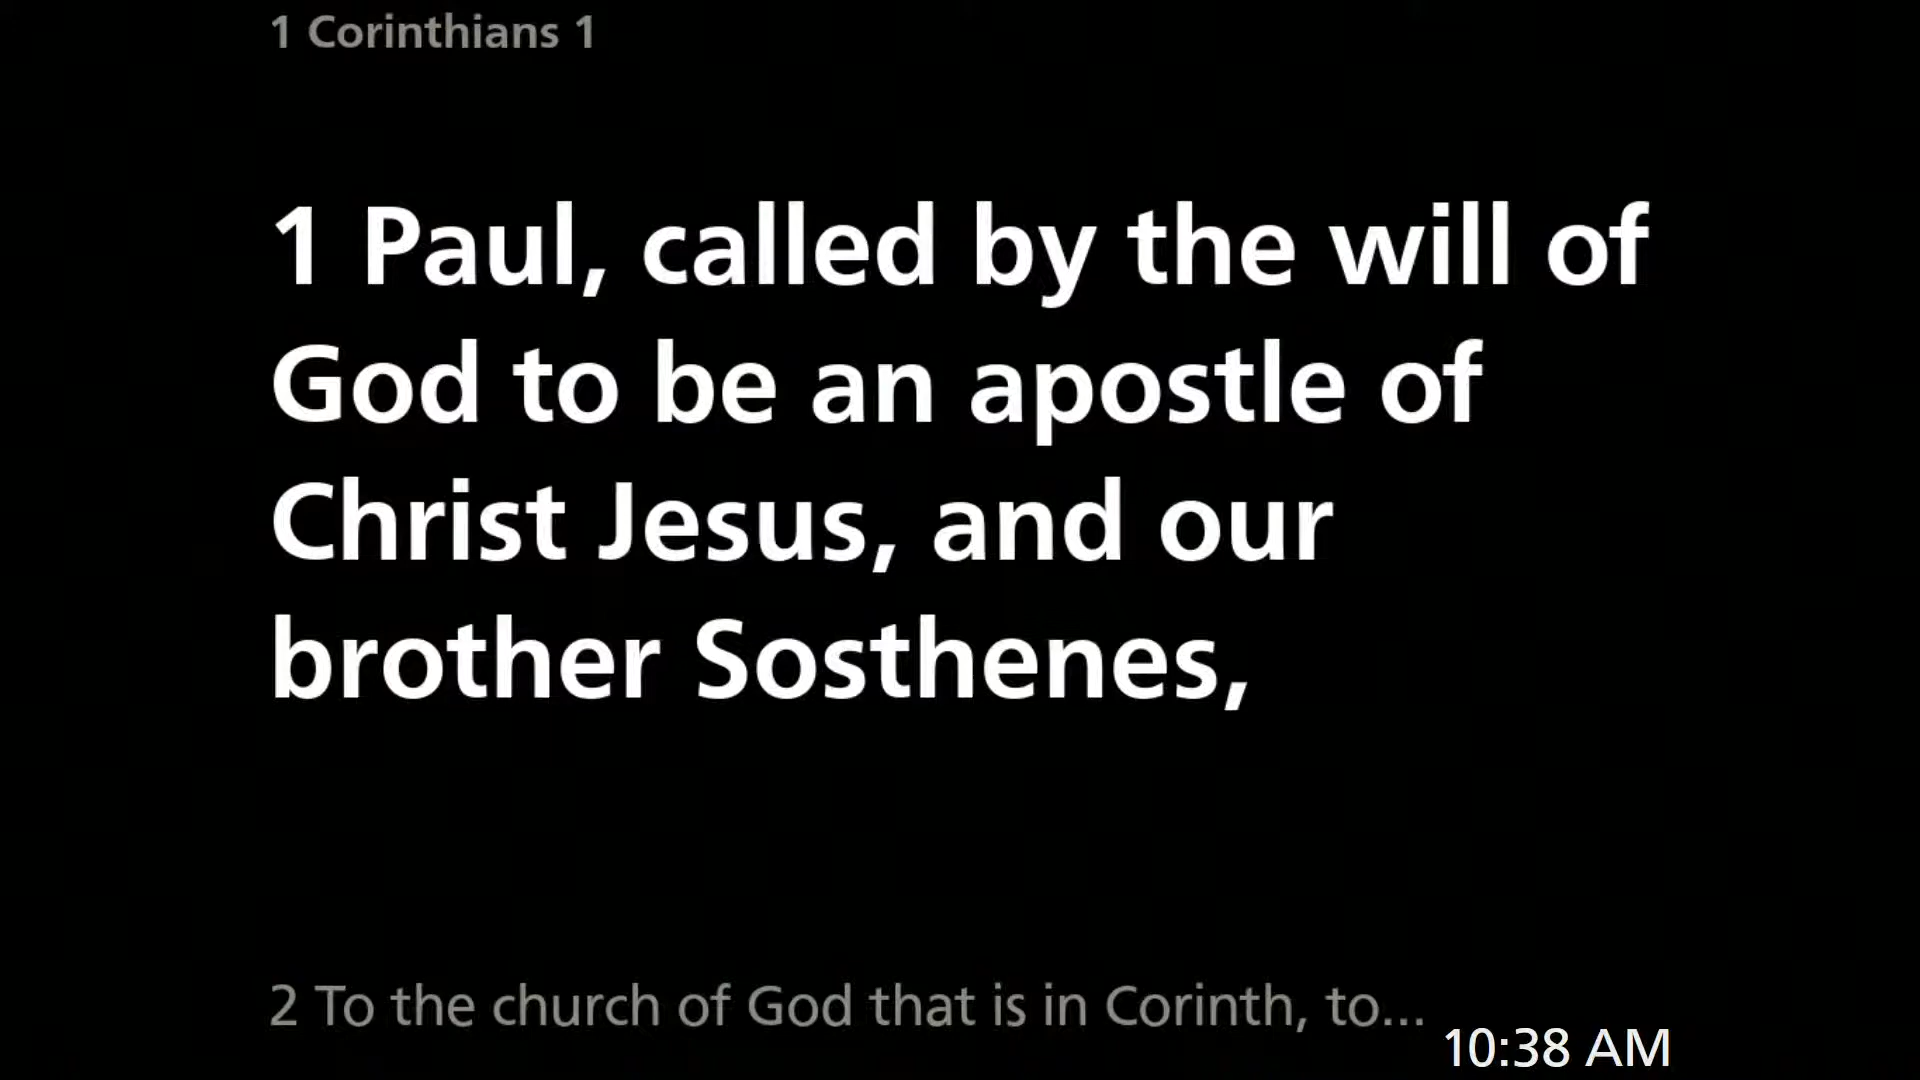 1 Corinthians 1
1 Paul, called by the will of
God to be an apostle of
Christ Jesus, and our
brother Sosthenes,
2 To the church of God that is in Corinth, to...
10:38 AM